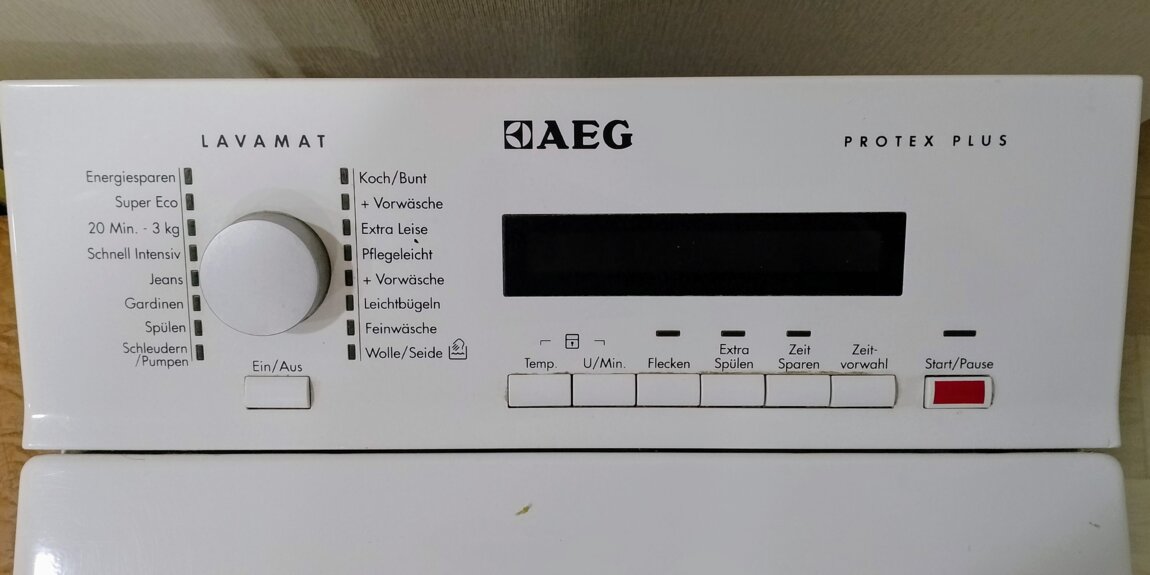 LAVAMAT
AEG
PROTEX PLUS
Energiesparen
Super Eco
20 Min. - 3 kg
Schnell Intensiv
Jeans
Gardinen
Spülen
Schleudern
/Pumpen
Koch/Bunt
+ Vorwäsche
Extra Leise
Pflegeleicht
+ Vorwäsche
Leichtbügeln
Feinwäsche
Wolle/Seide
Ein/Aus
Temp.
U/Min.
Flecken
Extra
Spülen
Zeit
Sparen
Zeit-
vorwahl
Start/Pause